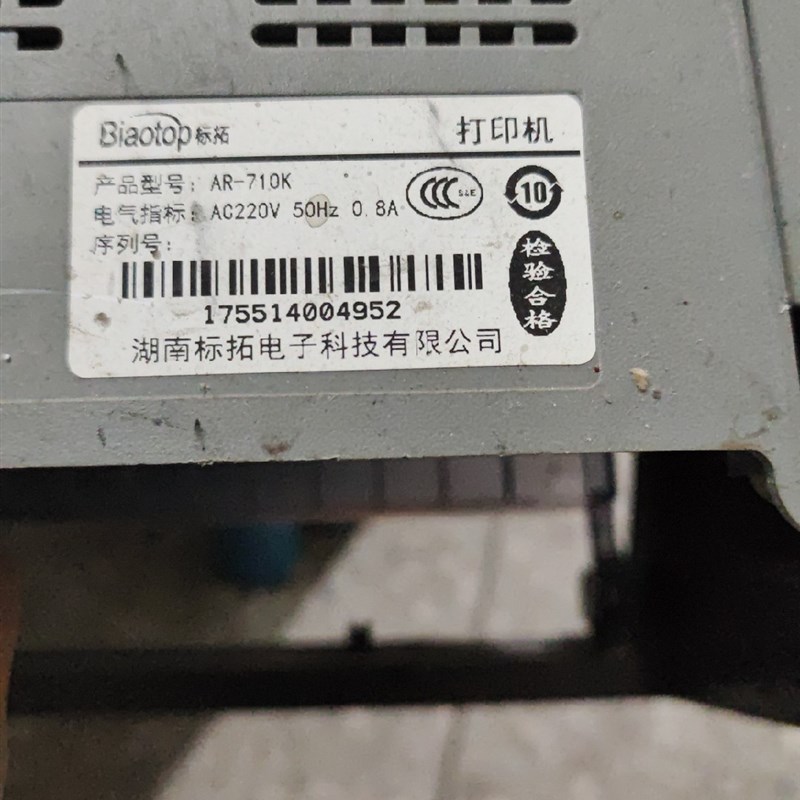 Biaotop标拓 打印机
产品型号: AR-710K
电气指标: AC220V 50Hz 0.8A
S&E
10
序列号:
检验合格
175514004952
湖南标拓电子科技有限公司